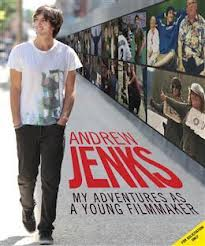 ANDREW
JENKS
MY ADVENTURES AS
A YOUNG FILMMAKER